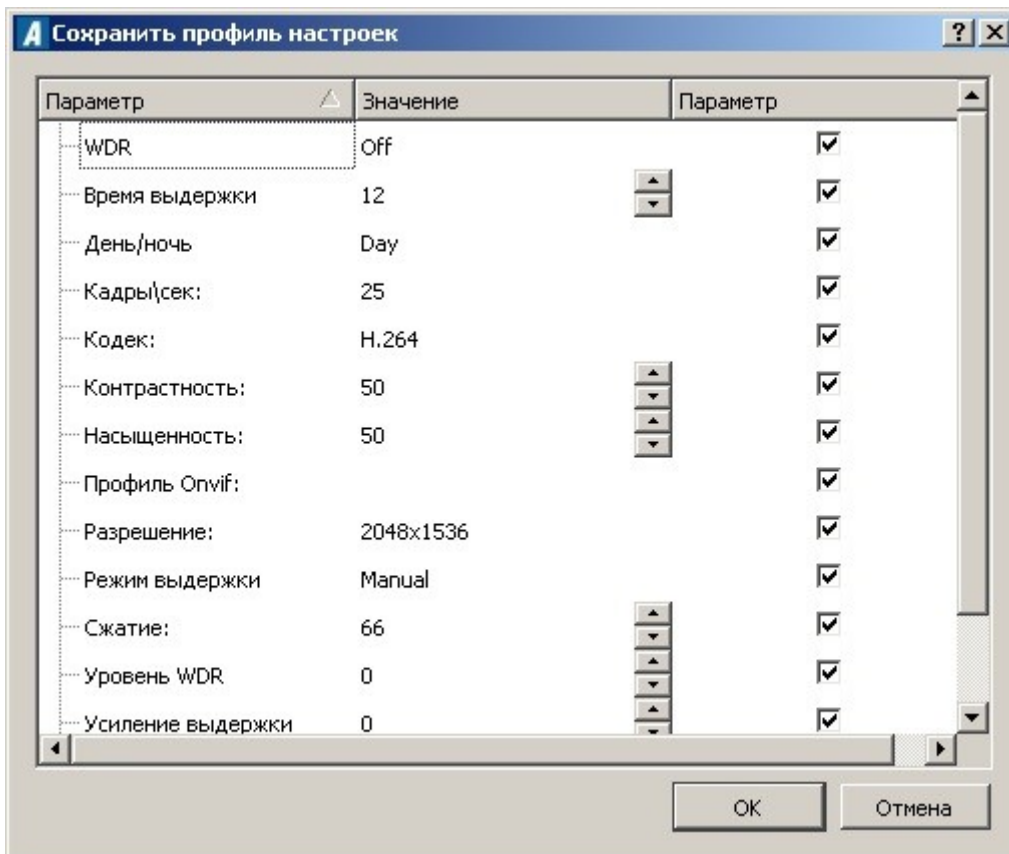 Сохранить профиль настроек
Параметр Значение Параметр
WDR Off
Время выдержки 12
День/ночь Day
Кадры\сек: 25
Кодек: H.264
Контрастность: 50
Насыщенность: 50
Профиль Onvif:
Разрешение: 2048x1536
Режим выдержки Manual
Сжатие: 66
Уровень WDR 0
Усиление выдержки 0
OK Отмена